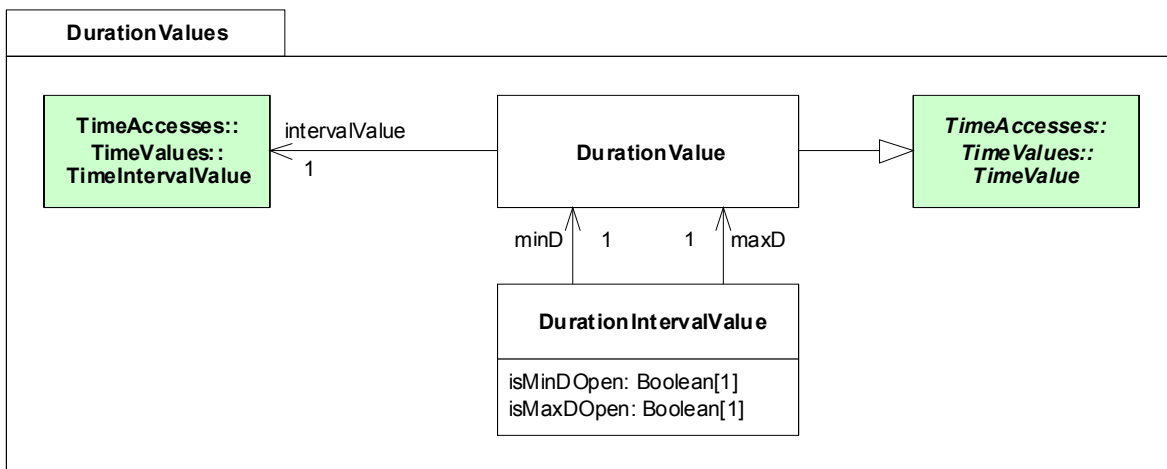 DurationValues
TimeAccesses::
TimeValues::
TimeIntervalValue
intervalValue
1
DurationValue
TimeAccesses::
TimeValues::
TimeValue
minD
1
1
maxD
DurationIntervalValue
isMinDOpen: Boolean[1]
isMaxDOpen: Boolean[1]